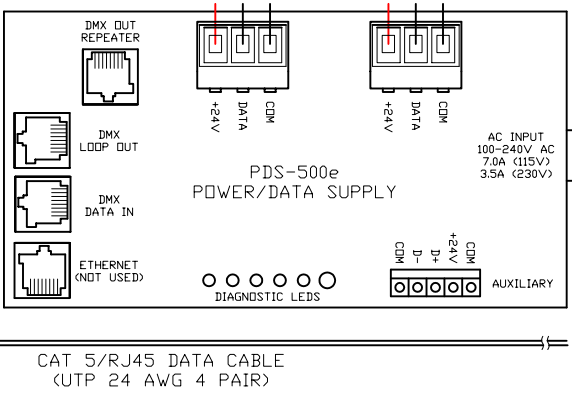 DMX OUT
REPEATER
DMX
LOOP OUT
DMX
DATA IN
ETHERNET
(NOT USED)
+24V
DATA
COM
+24V
DATA
COM
PDS-500e
POWER/DATA SUPPLY
AC INPUT
100-240V AC
7.0A (115V)
3.5A (230V)
DIAGNOSTIC LEDS
COM
D-
D+
+24V
COM
AUXILIARY
CAT 5/RJ45 DATA CABLE
(UTP 24 AWG 4 PAIR)